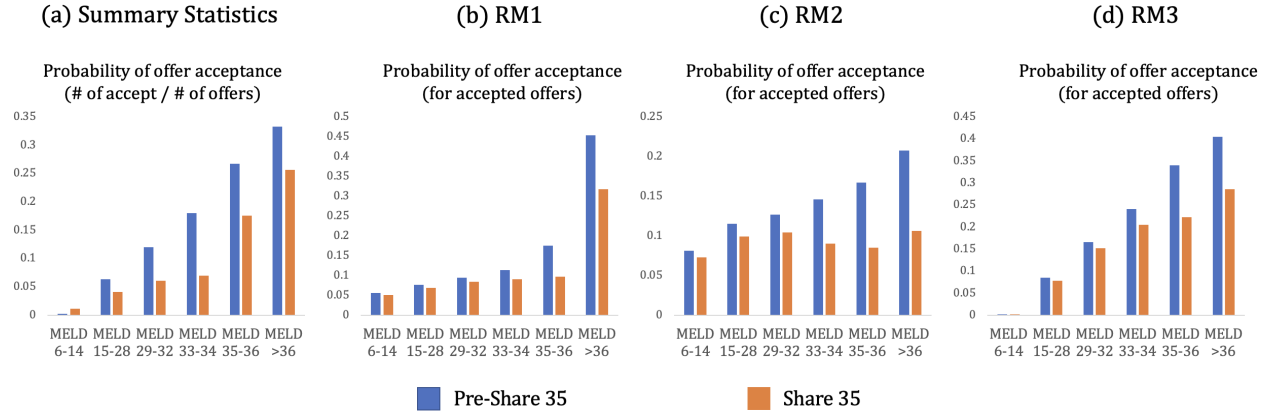 (a) Summary Statistics
Probability of offer acceptance
(# of accept / # of offers)
0.35
0.3
0.25
0.2
0.15
0.1
0.05
0
MELD MELD MELD MELD MELD MELD
6-14 15-28 29-32 33-34 35-36 >36
(b) RM1
Probability of offer acceptance
(for accepted offers)
0.5
0.45
0.4
0.35
0.3
0.25
0.2
0.15
0.1
0.05
0
MELD MELD MELD MELD MELD MELD
6-14 15-28 29-32 33-34 35-36 >36
(c) RM2
Probability of offer acceptance
(for accepted offers)
0.25
0.2
0.15
0.1
0.05
0
MELD MELD MELD MELD MELD MELD
6-14 15-28 29-32 33-34 35-36 >36
(d) RM3
Probability of offer acceptance
(for accepted offers)
0.45
0.4
0.35
0.3
0.25
0.2
0.15
0.1
0.05
0
MELD MELD MELD MELD MELD MELD
6-14 15-28 29-32 33-34 35-36 >36
Pre-Share 35
Share 35